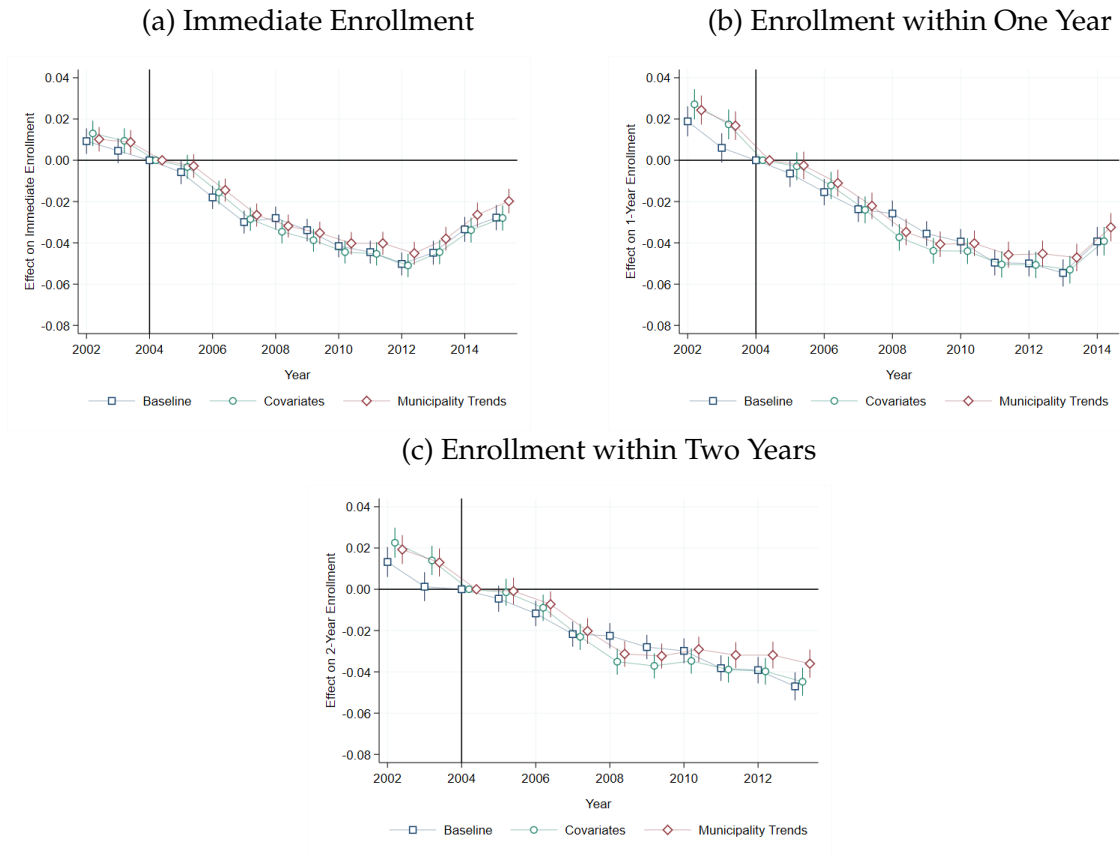 (a) Immediate Enrollment
0.04
0.02
0.00
-0.02
-0.04
-0.06
-0.08
Effect on Immediate Enrollment
2002 2004 2006 2008 2010 2012 2014
Year
Baseline Covariates Municipality Trends
(b) Enrollment within One Year
0.04
0.02
0.00
-0.02
-0.04
-0.06
-0.08
Effect on 1-Year Enrollment
2002 2004 2006 2008 2010 2012 2014
Year
Baseline Covariates Municipality Trends
(c) Enrollment within Two Years
0.04
0.02
0.00
-0.02
-0.04
-0.06
-0.08
Effect on 2-Year Enrollment
2002 2004 2006 2008 2010 2012
Year
Baseline Covariates Municipality Trends